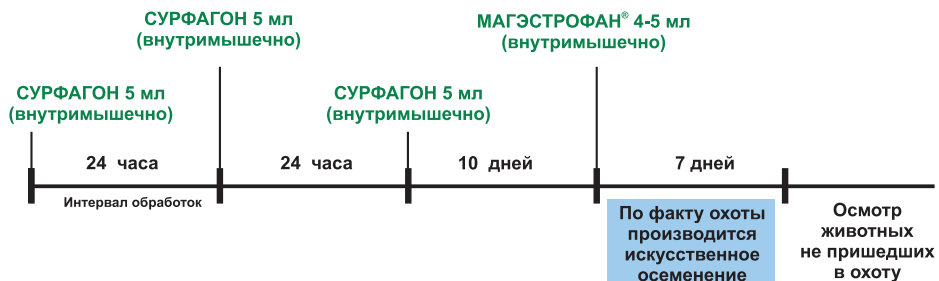 СУРФАГОН 5 мл
(внутримышечно)
МАГЭСТРОФАН® 4-5 мл
(внутримышечно)
СУРФАГОН 5 мл
(внутримышечно)
СУРФАГОН 5 мл
(внутримышечно)
24 часа
24 часа
10 дней
7 дней
Интервал обработок
По факту охоты
производится
искусственное
осеменение
Осмотр
животных
не пришедших
в охоту